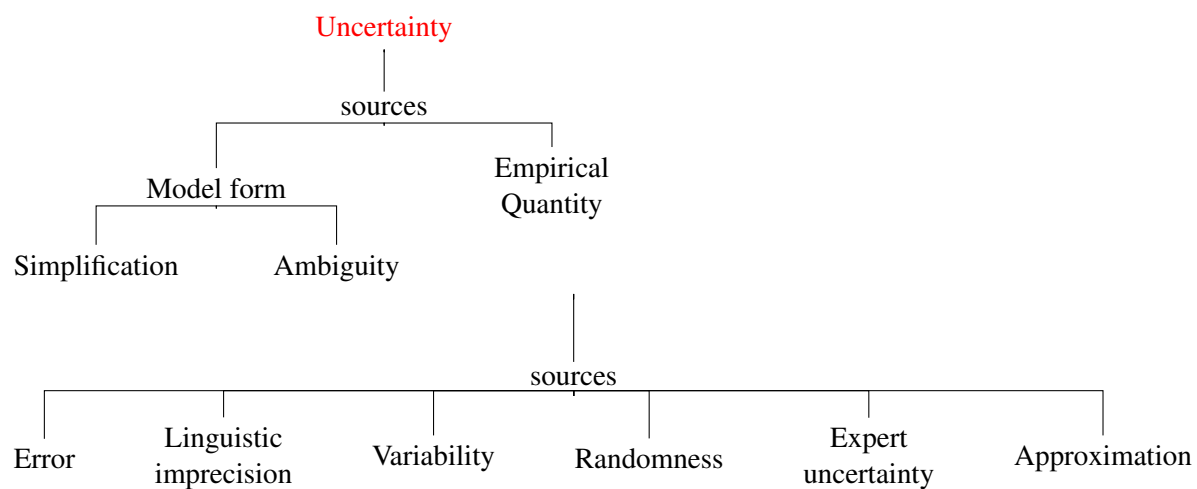 Uncertainty
sources
Empirical
Quantity
Model form
Simplification
Ambiguity
sources
Error
Linguistic
imprecision
Variability
Randomness
Expert
uncertainty
Approximation